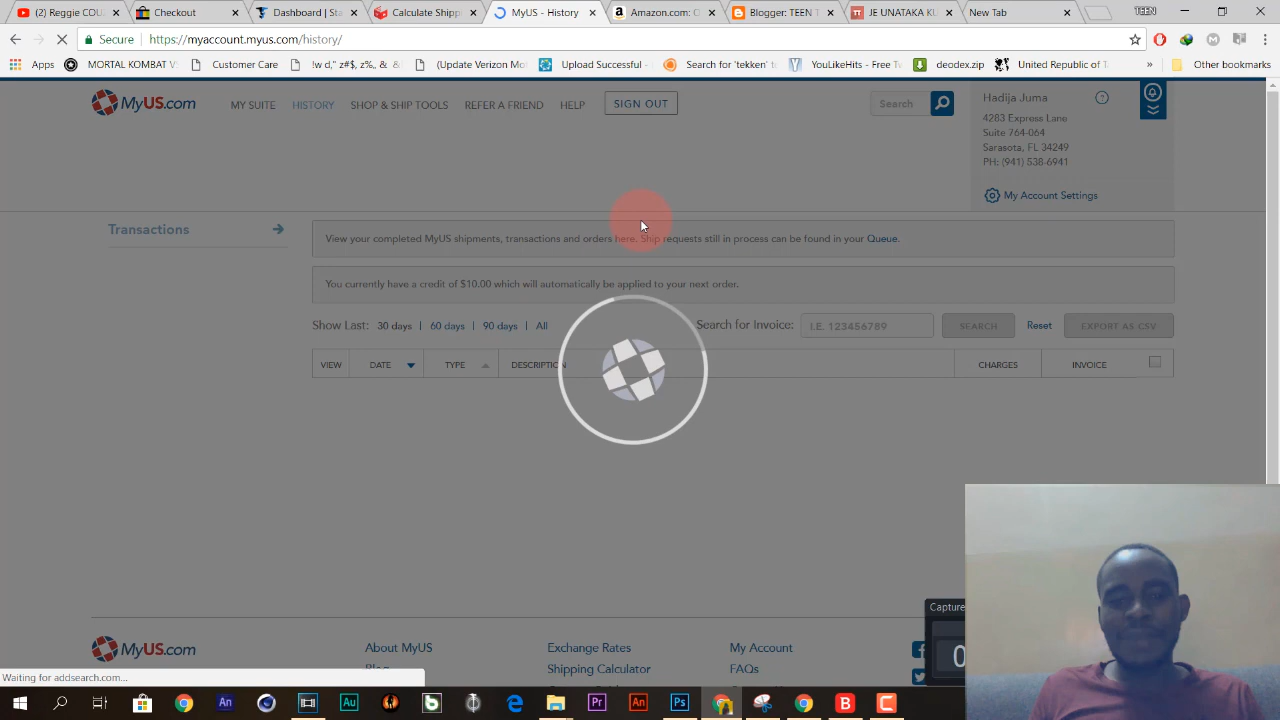 (2) Reggie COU
Checkout
Dashboard | Sta
Calculate Shipp
MyUS - History
Amazon.com: C
Blogger: TEEN T
JE UNATAKA KU
New Tab
TEEN
Secure
https://myaccount.myus.com/history/
Apps
MORTAL KOMBAT V
Customer Care
!w d," z#$, z%, &
(Update Verizon Mo
Upload Successful -
Search for 'tekken' to
YouLikeHits - Free Tw
deodex.zip
United Republic of Ta
»
Other bookmarks
MyUS.com
MY SUITE
HISTORY
SHOP & SHIP TOOLS
REFER A FRIEND
HELP
SIGN OUT
Search
Hadija Juma
4283 Express Lane
Suite 764-064
Sarasota, FL 34249
PH: (941) 538-6941
My Account Settings
Transactions
View your completed MyUS shipments, transactions and orders here. Ship requests still in process can be found in your Queue.
You currently have a credit of $10.00 which will automatically be applied to your next order.
Show Last: 30 days | 60 days | 90 days | All
Search for Invoice:
I.E. 123456789
SEARCH
Reset
EXPORT AS CSV
VIEW
DATE
TYPE
DESCRIPTION
CHARGES
INVOICE
MyUS.com
About MyUS
Exchange Rates
My Account
Blog
Shipping Calculator
FAQs
Capture
0
Waiting for addsearch.com...